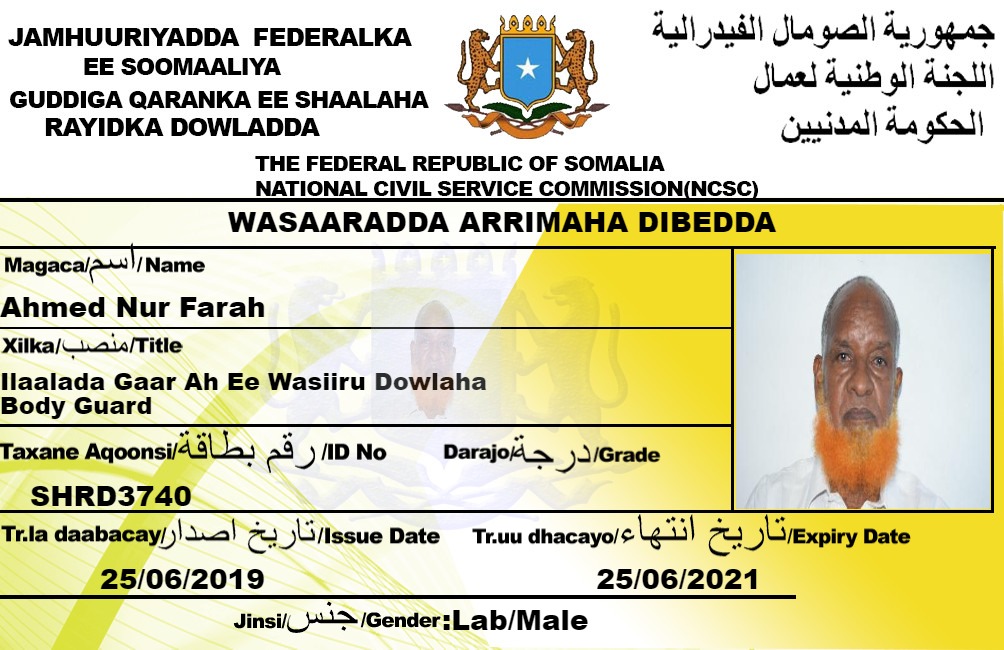 JAMHUURIYADDA FEDERALKA
EE SOOMAALIYA
GUDDIGA QARANKA EE SHAALAHA
RAYIDKA DOWLADDA
جمهورية الصومال الفيدرالية
اللجنة الوطنية لعمال
الحكومة المدنيين
THE FEDERAL REPUBLIC OF SOMALIA
NATIONAL CIVIL SERVICE COMMISSION(NCSC)
WASAARADDA ARRIMAHA DIBEDDA
Magaca/اسم/Name
Ahmed Nur Farah
Xilka/منصب/Title
Ilaalada Gaar Ah Ee Wasiiru Dowlaha
Body Guard
Taxane Aqoonsi/رقم بطاقة/ID No
Darajo/درجة/Grade
SHRD3740
Tr.la daabacay/تاريخ اصدار/Issue Date
Tr.uu dhacayo/تاريخ انتهاء/Expiry Date
25/06/2019
25/06/2021
Jinsi/جنس/Gender:Lab/Male